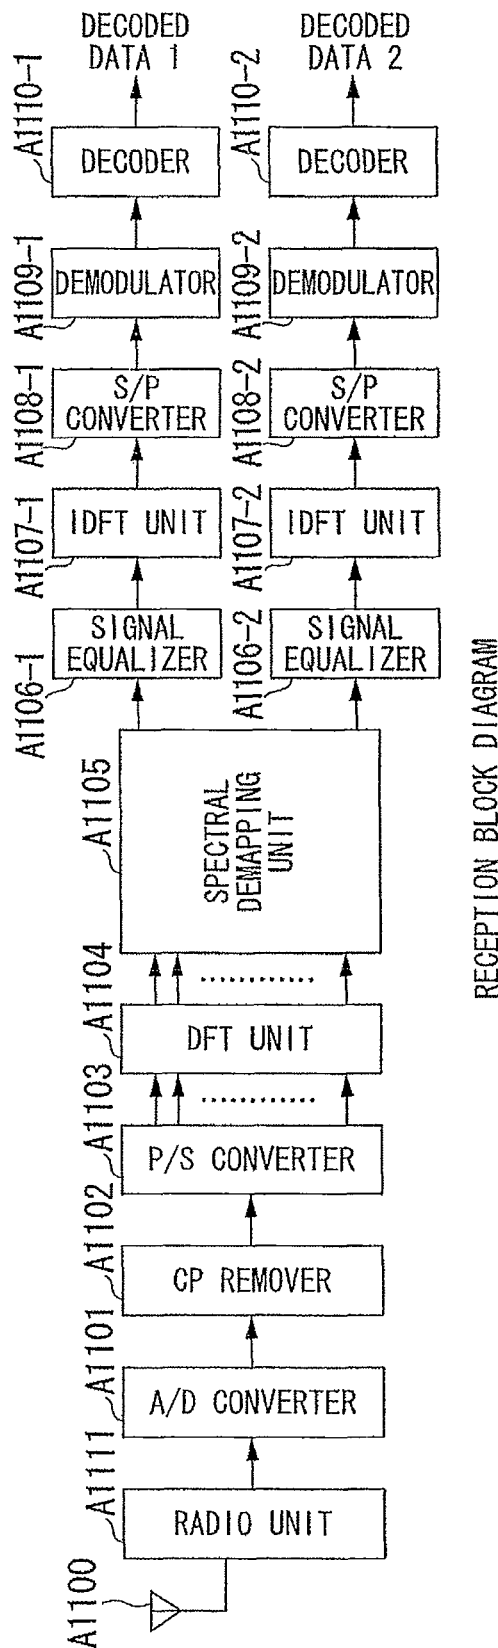 DECODED
DATA 1
DECODED
DATA 2
A1110-1
DECODER
A1110-2
DECODER
A1109-1
DEMODULATOR
A1109-2
DEMODULATOR
A1108-1
S/P
CONVERTER
A1108-2
S/P
CONVERTER
A1107-1
IDFT UNIT
A1107-2
IDFT UNIT
A1106-1
SIGNAL
EQUALIZER
A1106-2
SIGNAL
EQUALIZER
A1105
SPECTRAL
DEMAPPING
UNIT
A1104
DFT UNIT
A1103
P/S CONVERTER
A1102
CP REMOVER
A1101
A/D CONVERTER
A1111
RADIO UNIT
A1100
RECEPTION BLOCK DIAGRAM